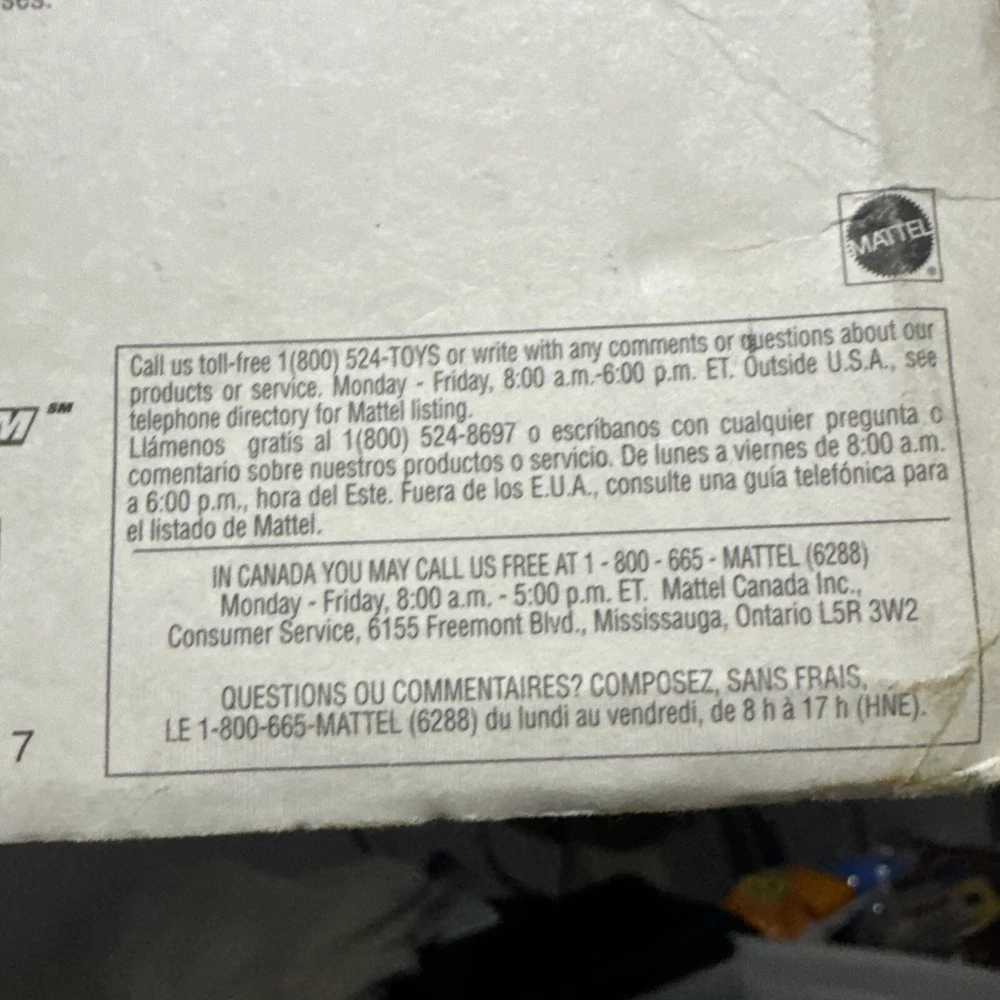 MATTEL
®
Call us toll-free 1(800) 524-TOYS or write with any comments or questions about our
products or service, Monday - Friday, 8:00 a.m.-6:00 p.m. ET. Outside U.S.A., see
telephone directory for Mattel listing.
Llámenos gratis al 1(800) 524-8697 o escríbanos con cualquier pregunta o
comentario sobre nuestros productos o servicio. De lunes a viernes de 8:00 a.m.
a 6:00 p.m., hora del Este. Fuera de los E.U.A., consulte una guía telefónica para
el listado de Mattel.
SM
IN CANADA YOU MAY CALL US FREE AT 1 - 800 - 665 - MATTEL (6288)
Monday - Friday, 8:00 a.m. - 5:00 p.m. ET. Mattel Canada Inc.,
Consumer Service, 6155 Freemont Blvd., Mississauga, Ontario L5R 3W2
QUESTIONS OU COMMENTAIRES? COMPOSEZ, SANS FRAIS,
LE 1-800-665-MATTEL (6288) du lundi au vendredi, de 8 h à 17 h (HNE).
7